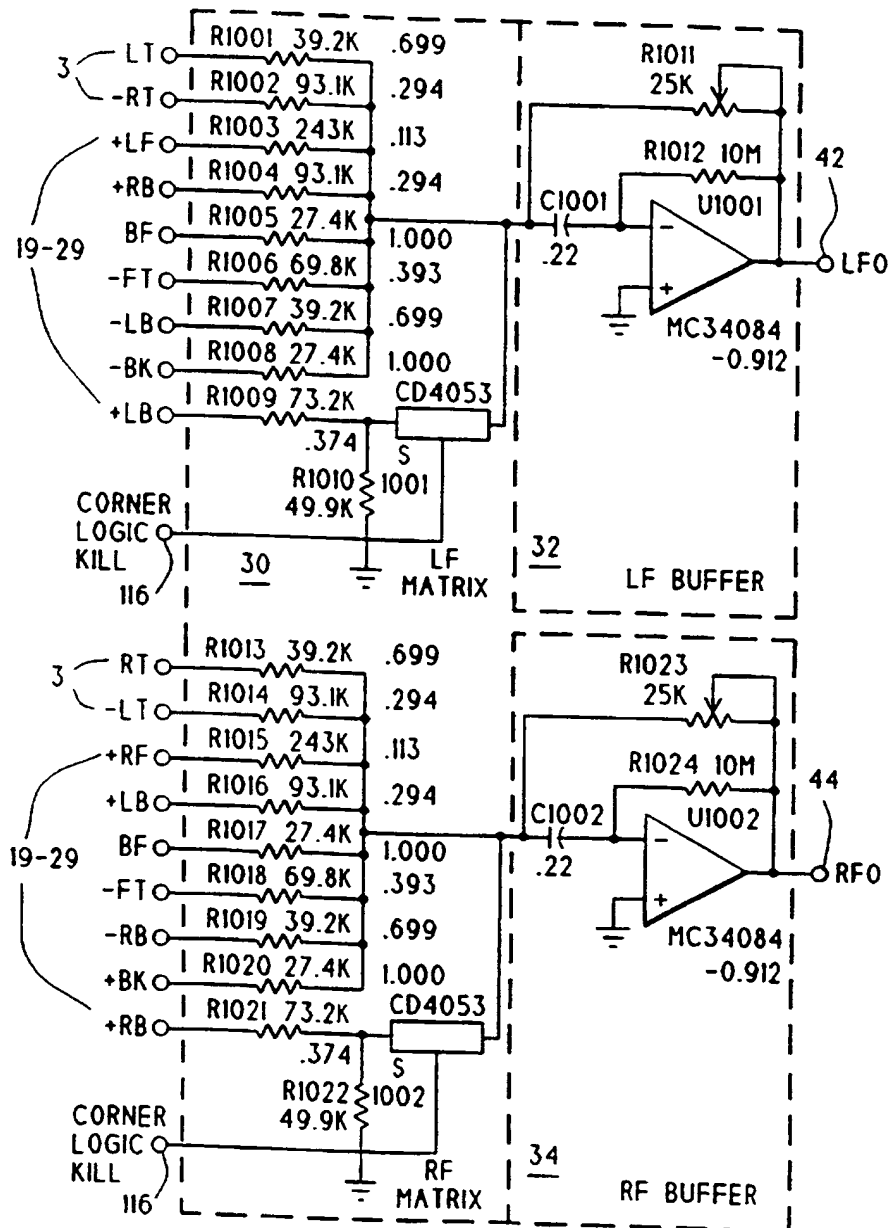 LT R1001 39.2K .699
3
-RT R1002 93.1K .294
+LF R1003 243K .113
+RB R1004 93.1K .294
19-29
BF R1005 27.4K 1.000
-FT R1006 69.8K .393
-LB R1007 39.2K .699
-BK R1008 27.4K 1.000
+LB R1009 73.2K .374
CD4053
S
1001
R1010
49.9K
CORNER
LOGIC
KILL
116
30
LF
MATRIX
R1011
25K
R1012 10M
C1001
.22
U1001
-
+
MC34084
-0.912
42
LFO
32
LF BUFFER
RT R1013 39.2K .699
3
-LT R1014 93.1K .294
+RF R1015 243K .113
+LB R1016 93.1K .294
19-29
BF R1017 27.4K 1.000
-FT R1018 69.8K .393
-RB R1019 39.2K .699
+BK R1020 27.4K 1.000
+RB R1021 73.2K .374
CD4053
S
1002
R1022
49.9K
CORNER
LOGIC
KILL
116
RF
MATRIX
R1023
25K
R1024 10M
C1002
.22
U1002
-
+
MC34084
-0.912
44
RFO
34
RF BUFFER